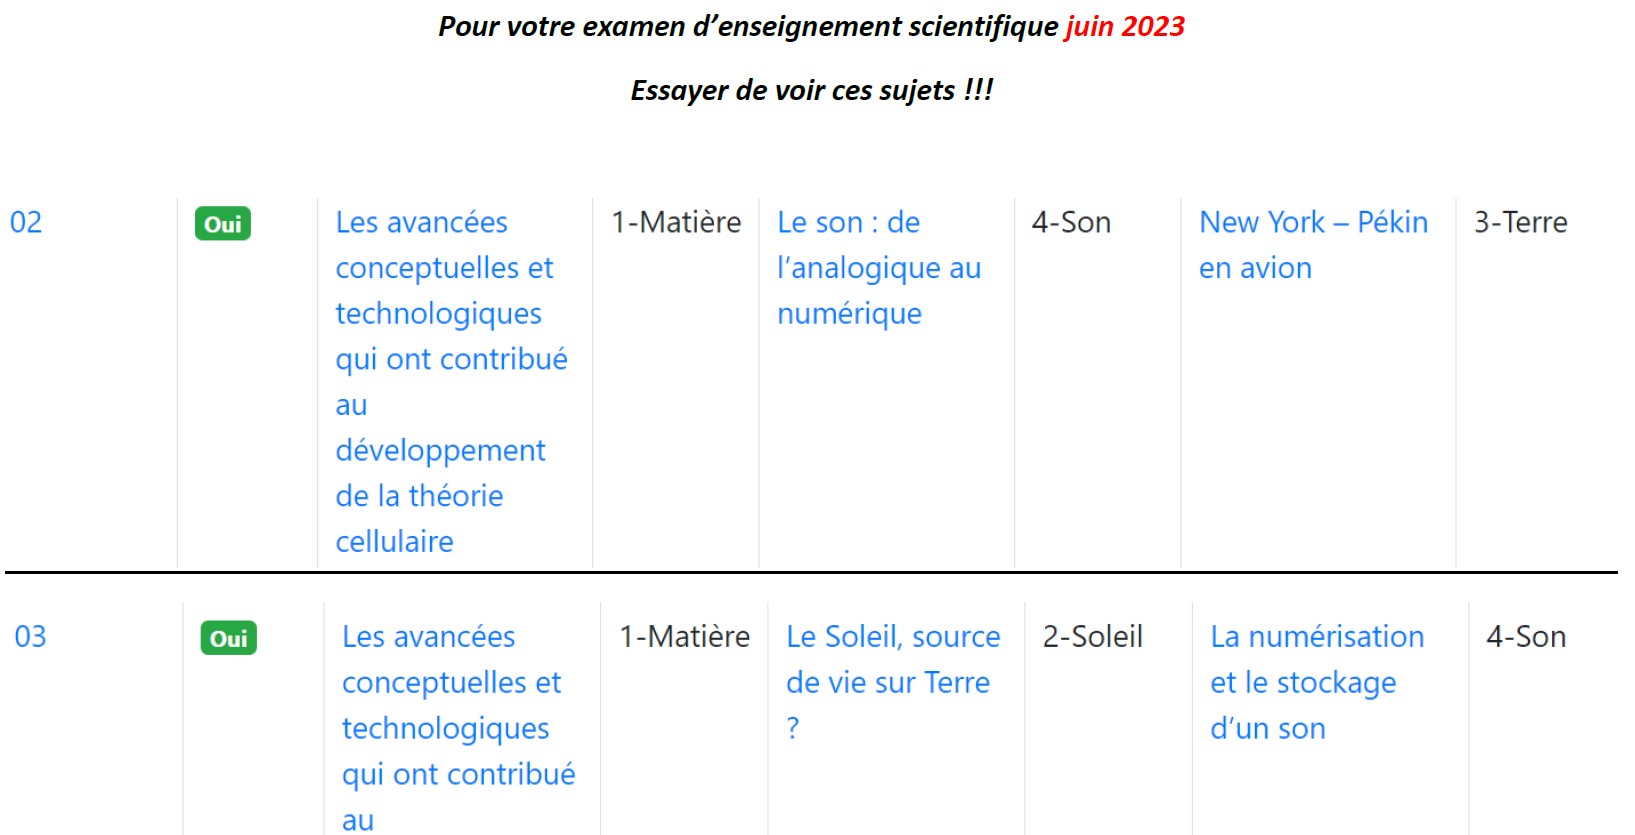 Pour votre examen d’enseignement scientifique juin 2023
Essayer de voir ces sujets !!!
02
Oui
Les avancées
conceptuelles et
technologiques
qui ont contribué
au
développement
de la théorie
cellulaire
1-Matière
Le son : de
l’analogique au
numérique
4-Son
New York – Pékin
en avion
3-Terre
03
Oui
Les avancées
conceptuelles et
technologiques
qui ont contribué
au
1-Matière
Le Soleil, source
de vie sur Terre
?
2-Soleil
La numérisation
et le stockage
d’un son
4-Son